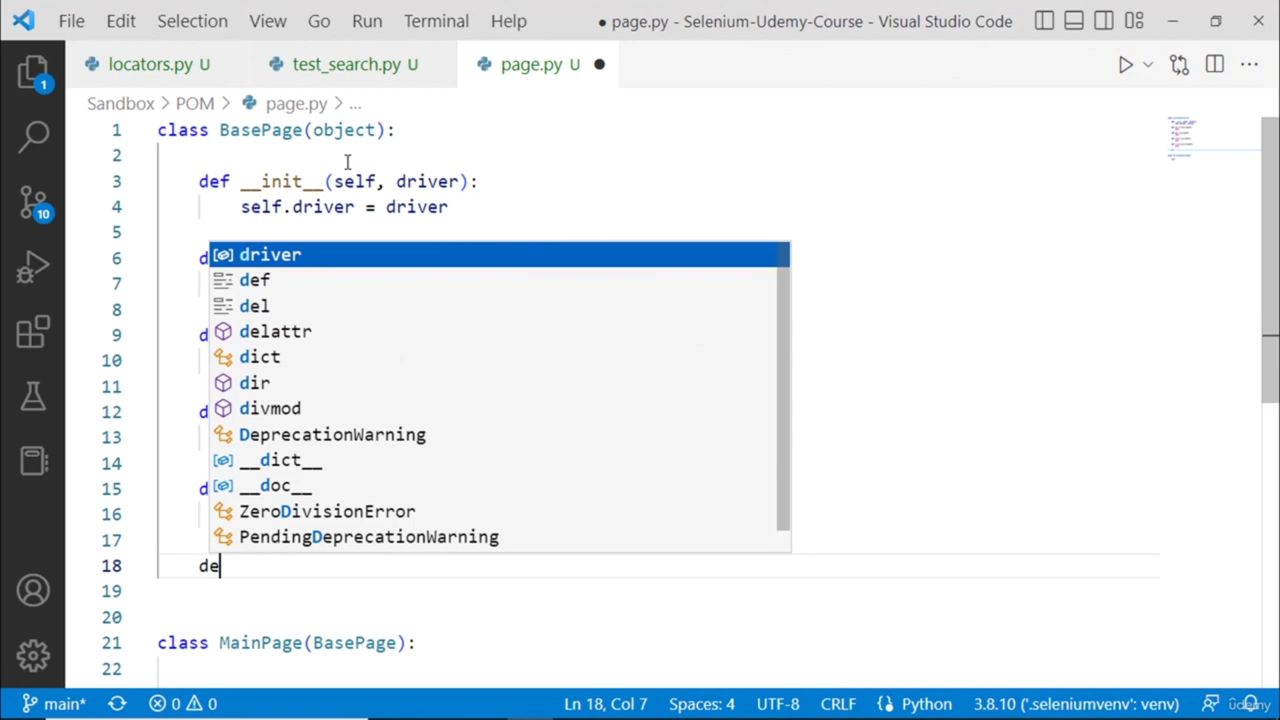 File Edit Selection View Go Run Terminal Help ● page.py - Selenium-Udemy-Course - Visual Studio Code
locators.py U test_search.py U page.py U ●
Sandbox > POM > page.py > ...
1 class BasePage(object):
2
3 def __init__(self, driver):
4 self.driver = driver
5
6 d
7
8
9 d
10
11
12 d
13
14
15 d
16
17
18 de
19
20
21 class MainPage(BasePage):
22
driver
def
del
delattr
dict
dir
divmod
DeprecationWarning
__dict__
__doc__
ZeroDivisionError
PendingDeprecationWarning
1
10
main* 0 0 Ln 18, Col 7 Spaces: 4 UTF-8 CRLF Python 3.8.10 ('.seleniumvenv': venv)
udemy